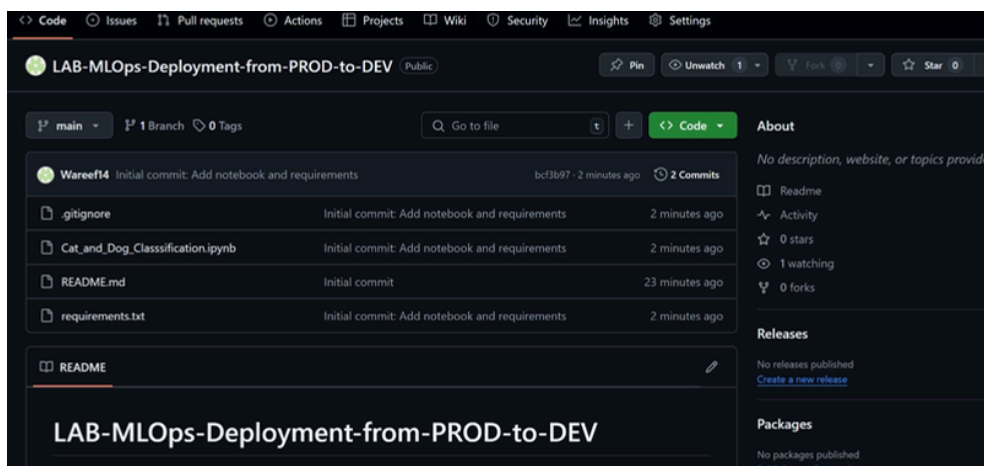 Code Issues Pull requests Actions Projects Wiki Security Insights Settings
LAB-MLOps-Deployment-from-PROD-to-DEV Public Pin Unwatch 1 Fork 0 Star 0
main 1 Branch 0 Tags Go to file t + Code
Wareef14 Initial commit: Add notebook and requirements bcf3b97 · 2 minutes ago 2 Commits
.gitignore Initial commit: Add notebook and requirements 2 minutes ago
Cat_and_Dog_Classsification.ipynb Initial commit: Add notebook and requirements 2 minutes ago
README.md Initial commit 23 minutes ago
requirements.txt Initial commit: Add notebook and requirements 2 minutes ago
README
LAB-MLOps-Deployment-from-PROD-to-DEV
About
No description, website, or topics provid
Readme
Activity
0 stars
1 watching
0 forks
Releases
No releases published
Create a new release
Packages
No packages published